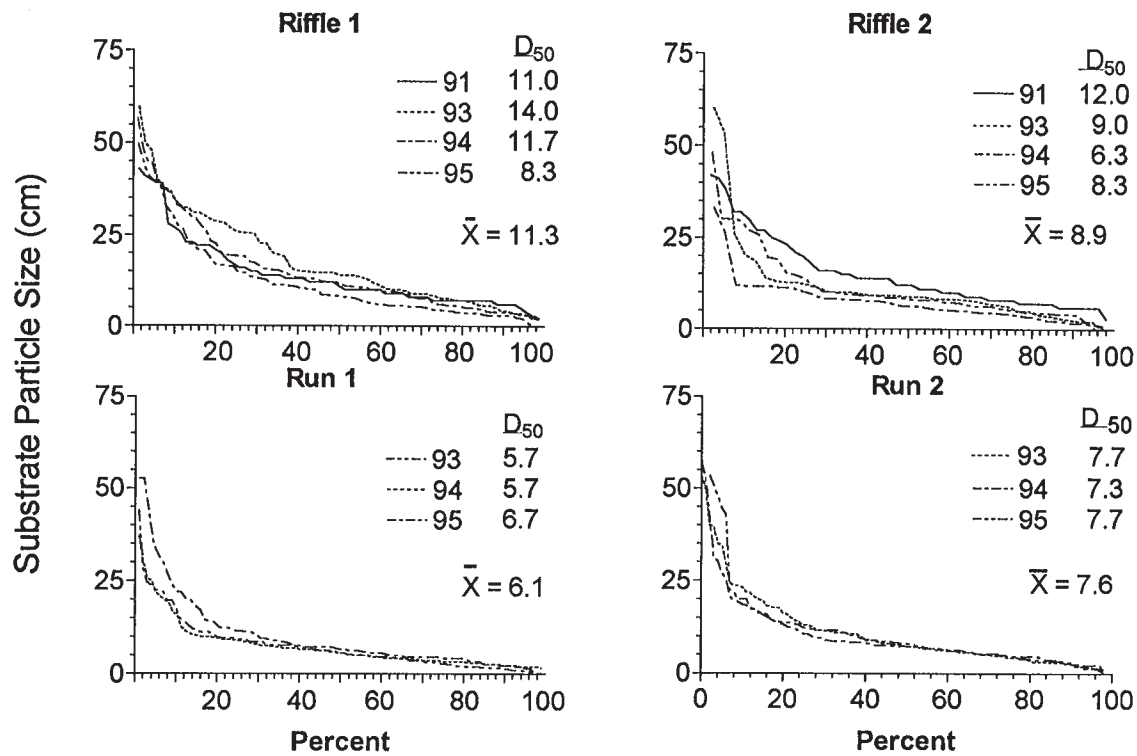 Riffle 1
D50
91 11.0
93 14.0
94 11.7
95 8.3
X̄ = 11.3
75
50
25
0
20 40 60 80 100
Riffle 2
D50
91 12.0
93 9.0
94 6.3
95 8.3
X̄ = 8.9
75
50
25
0
20 40 60 80 100
Substrate Particle Size (cm)
Run 1
D50
93 5.7
94 5.7
95 6.7
X̄ = 6.1
75
50
25
0
20 40 60 80 100
Percent
Run 2
D50
93 7.7
94 7.3
95 7.7
X̄ = 7.6
75
50
25
0
0 20 40 60 80 100
Percent